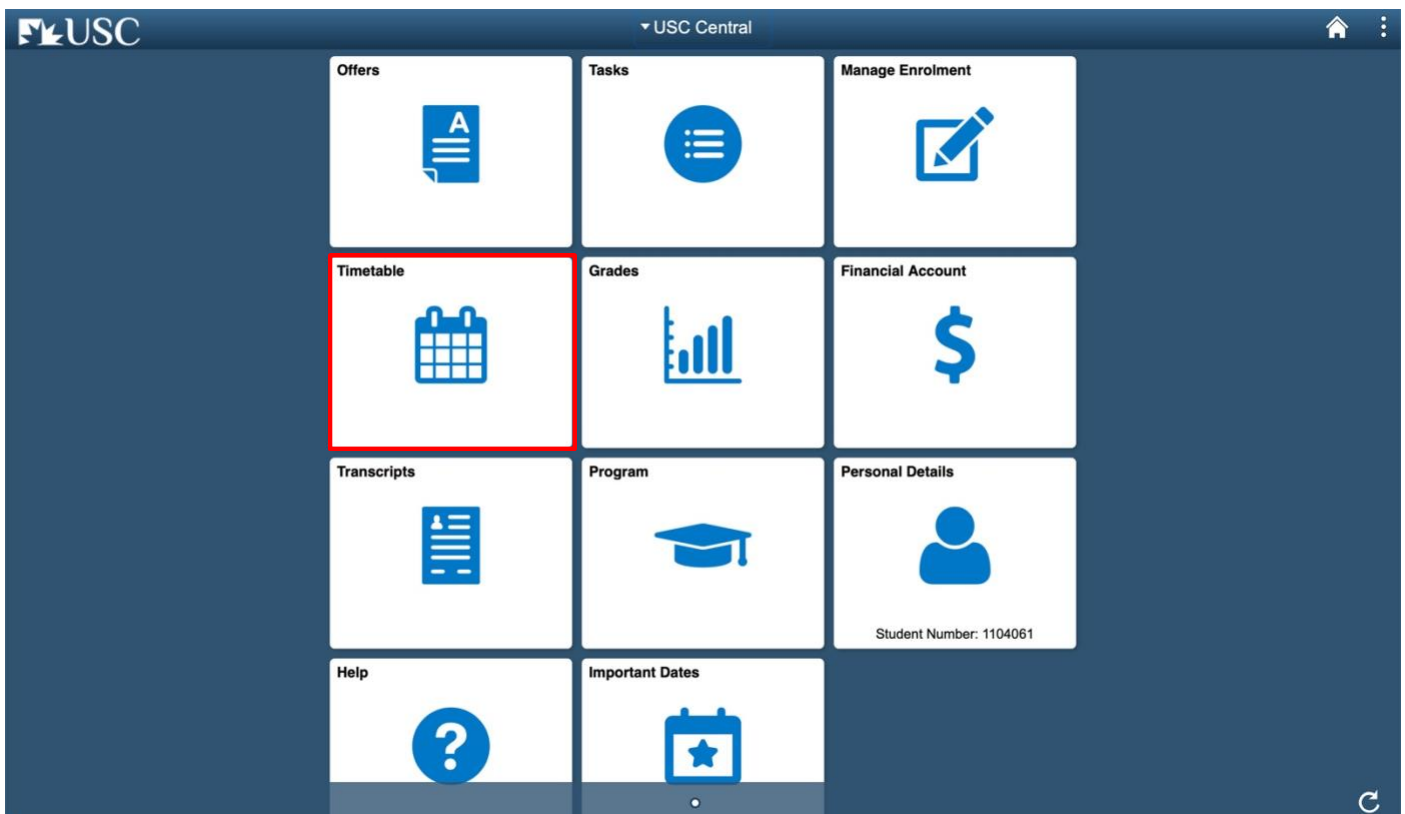 USC
USC Central
Offers
Tasks
Manage Enrolment
A
Timetable
Grades
Financial Account
$
Transcripts
Program
Personal Details
Student Number: 1104061
Help
Important Dates
?